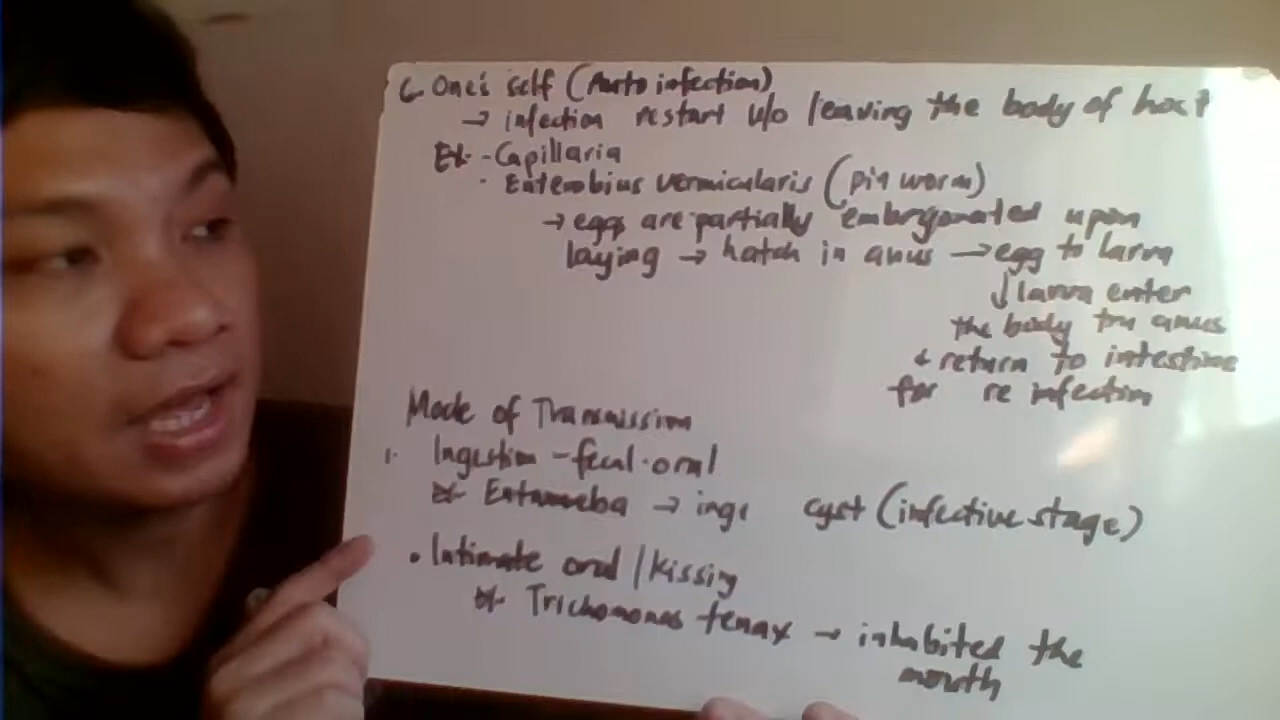 6. One's self (Auto infection)
→ infection restart w/o leaving the body of host
Ex. - Capillaria
- Enterobius vermicularis (pin worm)
→ eggs are partially embryonated upon
laying → hatch in anus → egg to larva
↓ larva enter
the body tru anus
↓ return to intestine
for re infection
Mode of Transmission
1. Ingestion - fecal-oral
Ex. Entamoeba → cyst (infective stage)
• Intimate oral / kissing
Ex. Trichomonas tenax → inhabited the
mouth